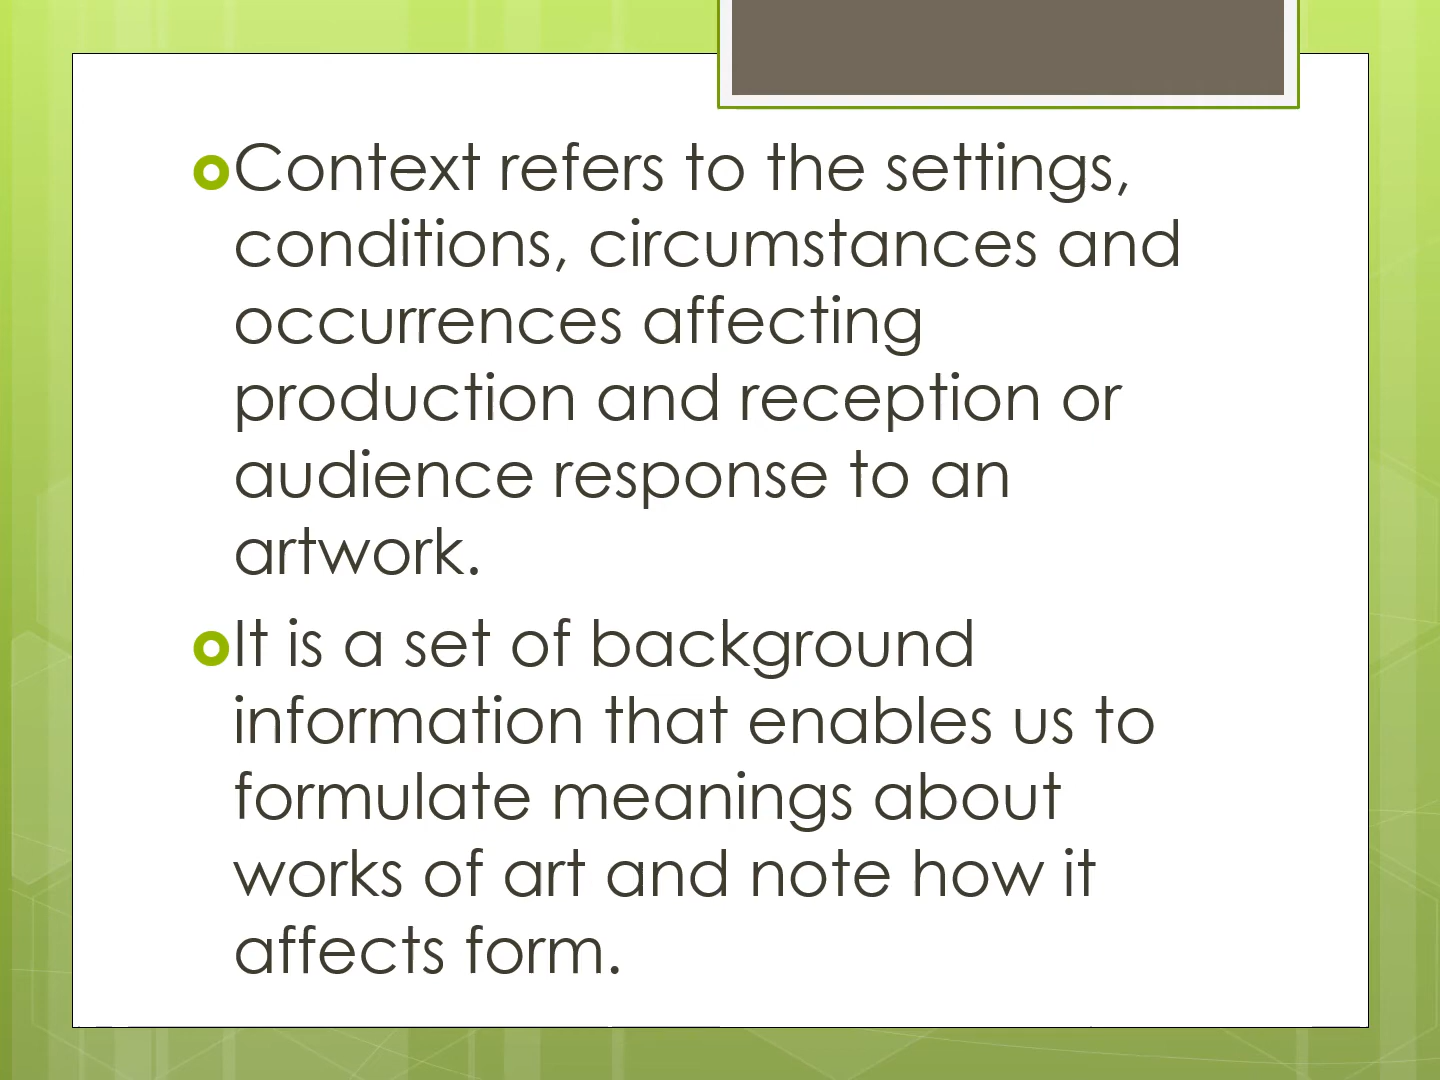 Context refers to the settings,
conditions, circumstances and
occurrences affecting
production and reception or
audience response to an
artwork.
It is a set of background
information that enables us to
formulate meanings about
works of art and note how it
affects form.